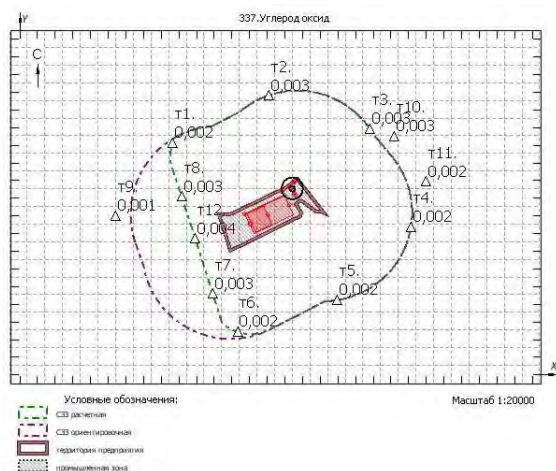 337.Углерод оксид
Y
С
т2.
0,003
т1.
0,002
т3.
0,003
т10.
0,003
т8.
0,003
т11.
0,002
т9.
0,001
т12
0,004
т4.
0,002
т7.
0,003
т5.
0,002
т6.
0,002
X
Условные обозначения:
Масштаб 1:20000
СЗЗ расчетная
СЗЗ ориентировочная
территория предприятия
промышленная зона